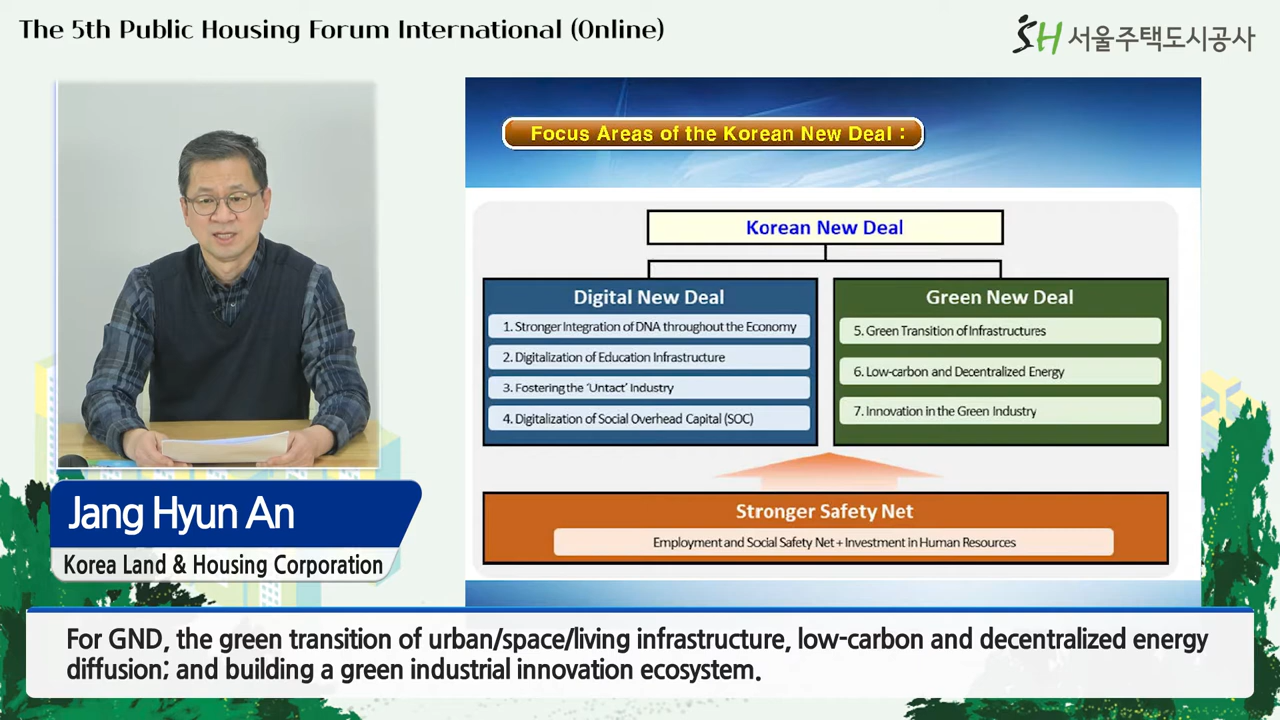 The 5th Public Housing Forum International (Online)
SH 서울주택도시공사
Focus Areas of the Korean New Deal :
Korean New Deal
Digital New Deal
1. Stronger Integration of DNA throughout the Economy
2. Digitalization of Education Infrastructure
3. Fostering the ‘Untact’ Industry
4. Digitalization of Social Overhead Capital (SOC)
Green New Deal
5. Green Transition of Infrastructures
6. Low-carbon and Decentralized Energy
7. Innovation in the Green Industry
Stronger Safety Net
Employment and Social Safety Net + Investment in Human Resources
Jang Hyun An
Korea Land & Housing Corporation
For GND, the green transition of urban/space/living infrastructure, low-carbon and decentralized energy
diffusion; and building a green industrial innovation ecosystem.